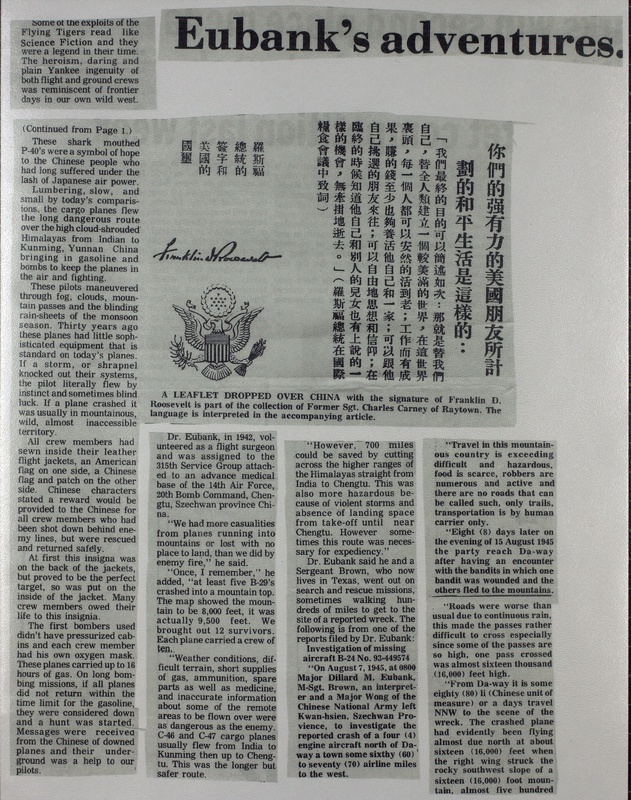 Eubank's adventures.
Some of the exploits of the
Flying Tigers read like
Science Fiction and they
were a legend in their time.
The heroism, daring and
plain Yankee ingenuity of
both flight and ground crews
was reminiscent of frontier
days in our own wild west.
(Continued from Page 1.)
These shark mouthed
P-40's were a symbol of hope
to the Chinese people who
had long suffered under the
lash of Japanese air power.
Lumbering, slow, and
small by today's comparis-
ions, the cargo planes flew
the long dangerous route
over the high cloud-shrouded
Himalayas from Indian to
Kunming, Yunnan China
bringing in gasoline and
bombs to keep the planes in
the air and fighting.
These pilots maneuvered
through fog, clouds, moun-
tain passes and the blinding
rain-sheets of the monsoon
season. Thirty years ago
these planes had little soph-
isticated equipment that is
standard on today's planes.
If a storm, or shrapnel
knocked out their systems,
the pilot literally flew by
instinct and sometimes blind
luck. If a plane crashed it
was usually in mountainous,
wild, almost inaccessible
territory.
All crew members had
sewn inside their leather
flight jackets, an American
flag on one side, a Chinese
flag and patch on the other
side. Chinese characters
stated a reward would be
provided to the Chinese for
all crew members who had
been shot down behind ene-
my lines, but were rescued
and returned safely.
At first this insignia was
on the back of the jackets,
but proved to be the perfect
target, so was put on the
inside of the jacket. Many
crew members owed their
life to this insignia.
The first bombers used
didn't have pressurized cab-
ins and each crew member
had his own oxygen mask.
These planes carried up to 16
hours of gas. On long bom-
bing missions, if all planes
did not return within the
time limit for the gasoline,
they were considered down
and a hunt was started.
Messages were received
from the Chinese of downed
planes and their under-
ground was a help to our
pilots.
你們的强有力的美國朋友所計
劃的和平生活是這樣的：
「我們最終的目的可以簡述如次：那就是替我們
自己，替全人類建立一個較美滿的世界，在這世界
裏頭，每一個人都可以安然的活到老；工作而有成
果，賺的錢至少也夠養活他自己和一家；可以跟他
自己挑選的朋友來往；可以自由地思想和信仰；在
臨終的時候知道他自己和別人的兒女也有上說的一
樣的機會，無牽掛地逝去。」（羅斯福總統在國際
糧食會議中致詞）
羅斯福
總統的
簽字和
美國的
國璽
Franklin D Roosevelt
A LEAFLET DROPPED OVER CHINA with the signature of Franklin D.
Roosevelt is part of the collection of Former Sgt. Charles Carney of Raytown. The
language is interpreted in the accompanying article.
Dr. Eubank, in 1942, vol-
unteered as a flight surgeon
and was assigned to the
315th Service Group attach-
ed to an advance medical
base of the 14th Air Force,
20th Bomb Command, Chen-
gtu, Szechwan province Chi-
na.
"We had more casualities
from planes running into
mountains or lost with no
place to land, than we did by
enemy fire," he said.
"Once, I remember," he
added, "at least five B-29's
crashed into a mountain top.
The map showed the moun-
tain to be 8,000 feet, it was
actually 9,500 feet. We
brought out 12 survivors.
Each plane carried a crew of
ten.
"Weather conditions, dif-
ficult terrain, short supplies
of gas, ammunition, spare
parts as well as medicine,
and inaccurate information
about some of the remote
areas to be flown over were
as dangerous as the enemy.
C-46 and C-47 cargo planes
usually flew from India to
Kunming then up to Cheng-
tu. This was the longer but
safer route.
"However, 700 miles
could be saved by cutting
across the higher ranges of
the Himalayas straight from
India to Chengtu. This was
also more hazardous be-
cause of violent storms and
absence of landing space
from take-off until near
Chengtu. However some-
times this route was neces-
sary for expediency."
Dr. Eubank said he and a
Sergeant Brown, who now
lives in Texas, went out on
search and rescue missions,
sometimes walking hun-
dreds of miles to get to the
site of a reported wreck. The
following is from one of the
reports filed by Dr. Eubank:
Investigation of missing
aircraft B-24 No. 93-449574
"On August 7, 1945, at 0800
Major Dillard M. Eubank,
M-Sgt. Brown, an interpret-
er and a Major Wong of the
Chinese National Army left
Kwan-hsien, Szechwan Pro-
vience, to investigate the
reported crash of a four (4)
engine aircraft north of Da-
way a town some sixthy (60)
to seventy (70) airline miles
to the west.
"Travel in this mountain-
ous country is exceeding
difficult and hazardous,
food is scarce, robbers are
numerous and active and
there are no roads that can
be called such, only trails,
transportation is by human
carrier only.
"Eight (8) days later on
the evening of 15 August 1945
the party reach Da-way
after having an encounter
with the bandits in which one
bandit was wounded and the
others fled to the mountains.
"Roads were worse than
usual due to continuous rain,
this made the passes rather
difficult to cross especially
since some of the passes are
so high, one pass crossed
was almost sixteen thousand
(16,000) feet high.
"From Da-way it is some
eighty (80) li (Chinese unit of
measure) or a days travel
NNW to the scene of the
wreck. The crashed plane
had evidently been flying
almost due north at about
sixteen (16,000) feet when
the right wing struck the
rocky southwest slope of a
sixteen (16,000) foot moun-
tain, almost five hundred